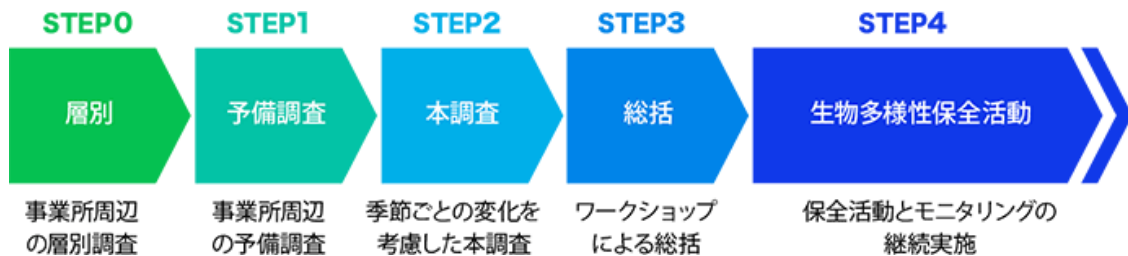 STEP0
層別
事業所周辺
の層別調査
STEP1
予備調査
事業所周辺
の予備調査
STEP2
本調査
季節ごとの変化を
考慮した本調査
STEP3
総括
ワークショップ
による総括
STEP4
生物多様性保全活動
保全活動とモニタリングの
継続実施